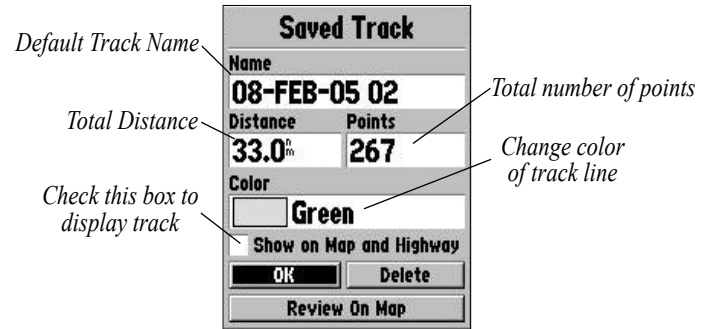 Saved Track
Default Track Name
Name
08-FEB-05 02
Total number of points
Total Distance
Distance
Points
33.0nm
267
Change color
of track line
Color
Check this box to
display track
Green
Show on Map and Highway
OK
Delete
Review On Map